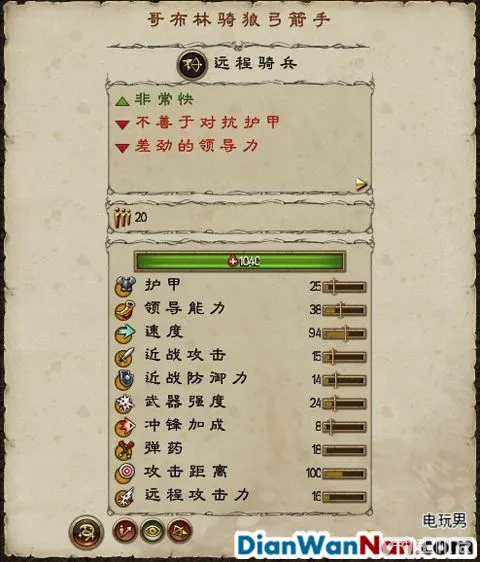 哥布林骑狼弓箭手
远程骑兵
非常快
不善于对抗护甲
差劲的领导力
20
1040
护甲 25
领导能力 38
速度 94
近战攻击 15
近战防御力 14
武器强度 24
冲锋加成 8
弹药 18
攻击距离 100
远程攻击力 16
电玩男
DianWanNan.com